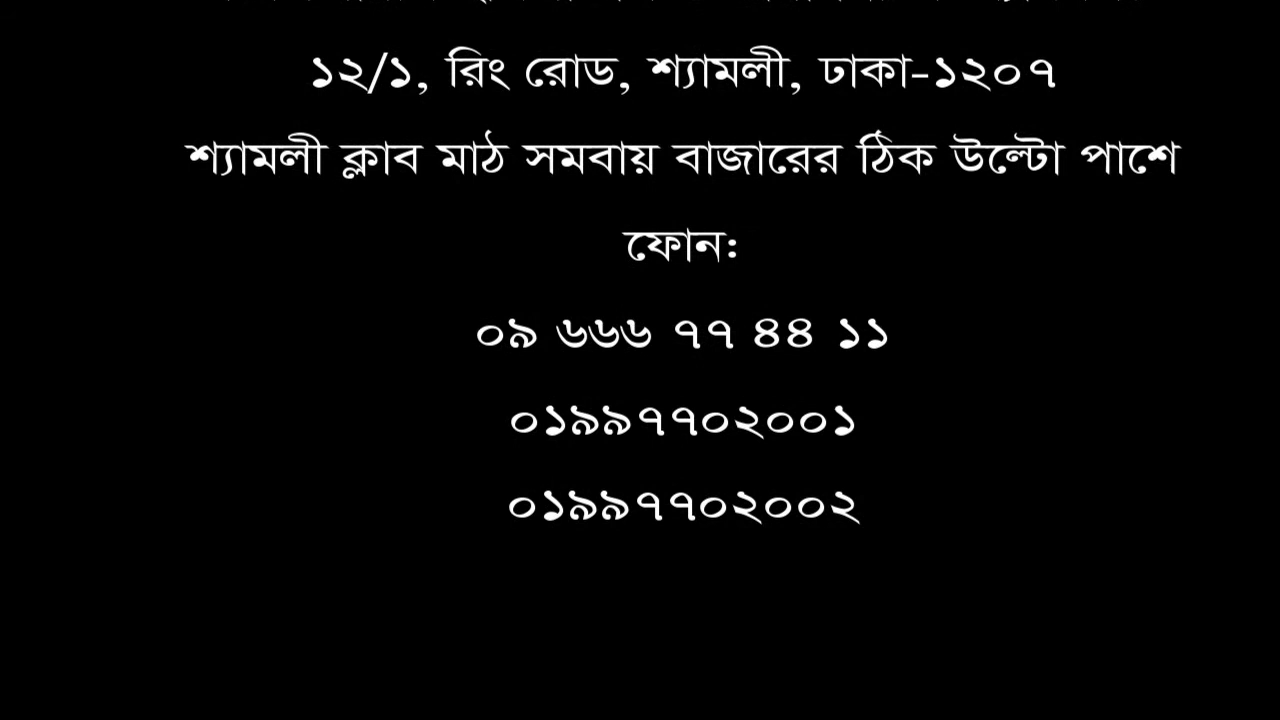 ১২/১, রিং রোড, শ্যামলী, ঢাকা-১২০৭
শ্যামলী ক্লাব মাঠ সমবায় বাজারের ঠিক উল্টো পাশে
ফোন:
০৯ ৬৬৬ ৭৭ ৪৪ ১১
০১৯৯৭৭০২০০১
০১৯৯৭৭০২০০২